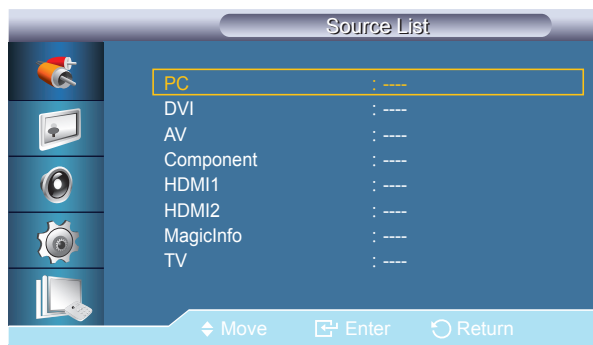 Source List
PC : ----
DVI : ----
AV : ----
Component : ----
HDMI1 : ----
HDMI2 : ----
MagicInfo : ----
TV : ----
Move Enter Return